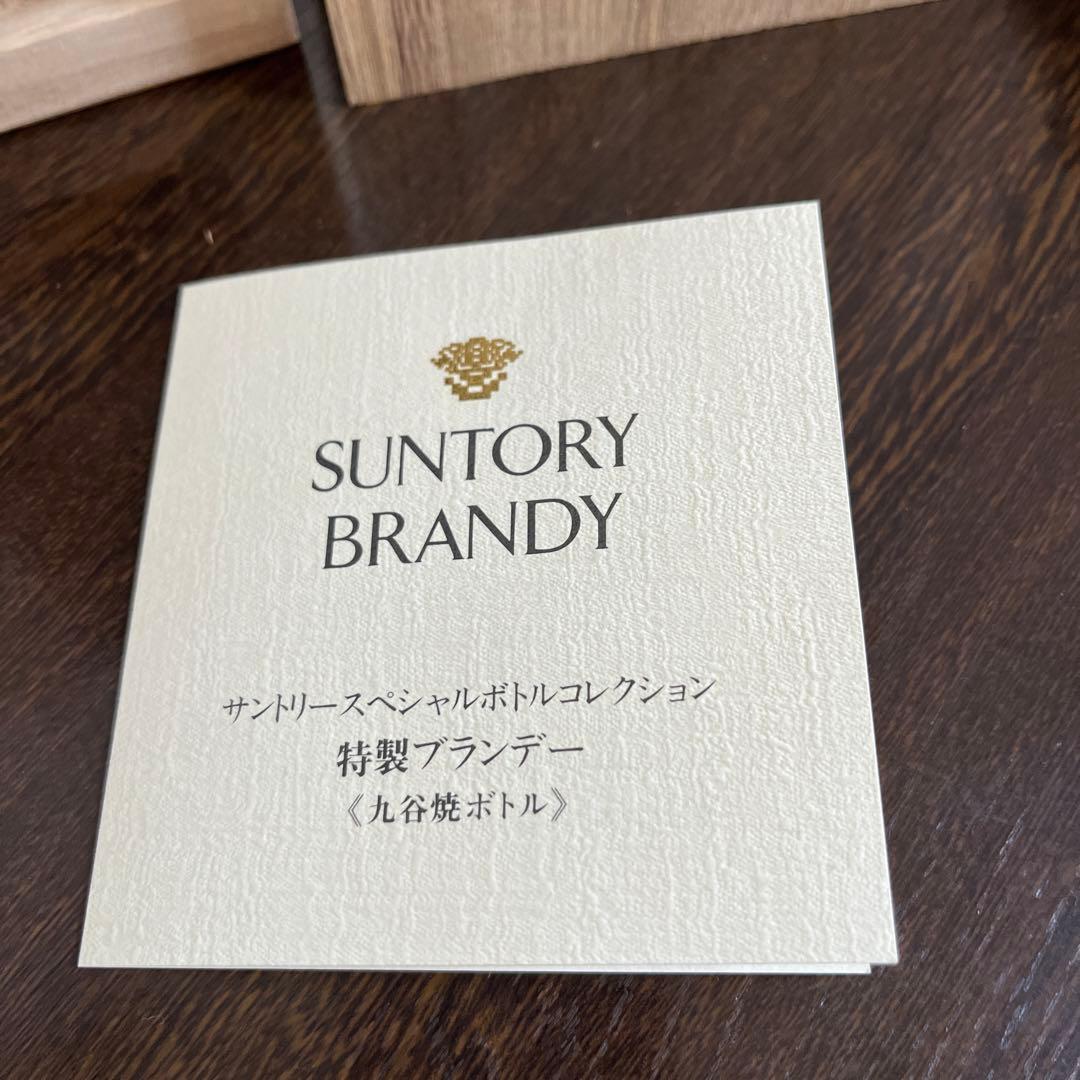 SUNTORY
BRANDY
サントリースペシャルボトルコレクション
特製ブランデー
《九谷焼ボトル》